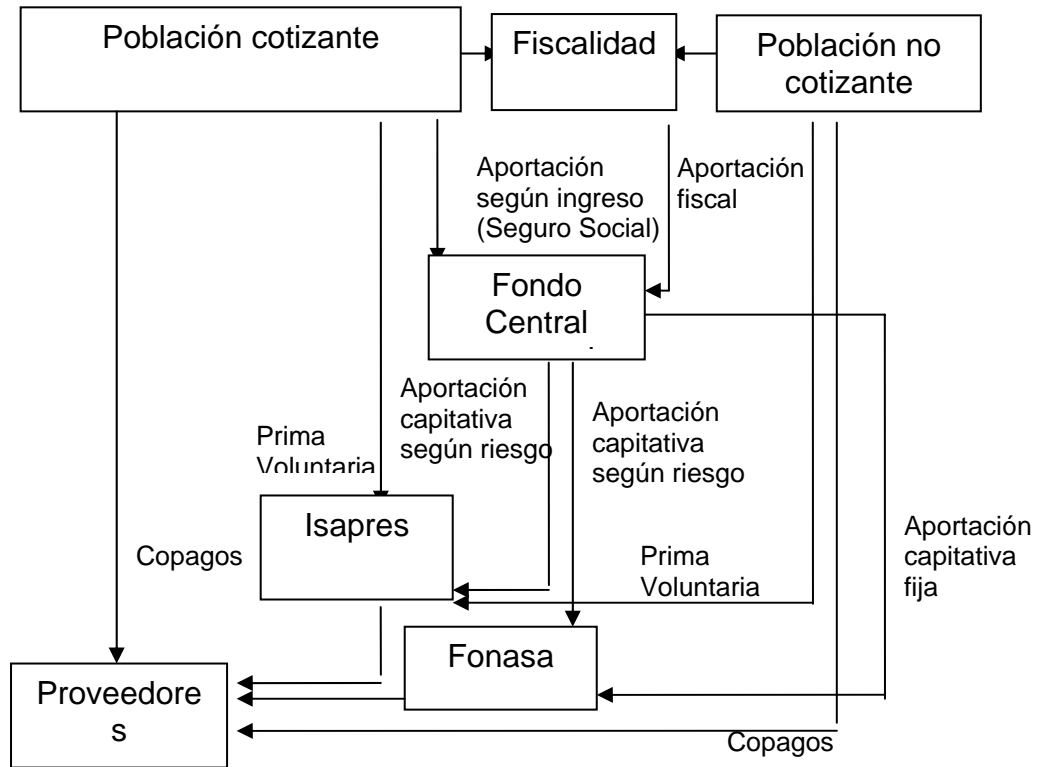 Población cotizante
Fiscalidad
Población no
cotizante
Aportación
según ingreso
(Seguro Social)
Aportación
fiscal
Fondo
Central
Aportación
capitativa
según riesgo
Aportación
capitativa
según riesgo
Prima
Voluntaria
Isapres
Copagos
Prima
Voluntaria
Aportación
capitativa
fija
Fonasa
Proveedore
s
Copagos